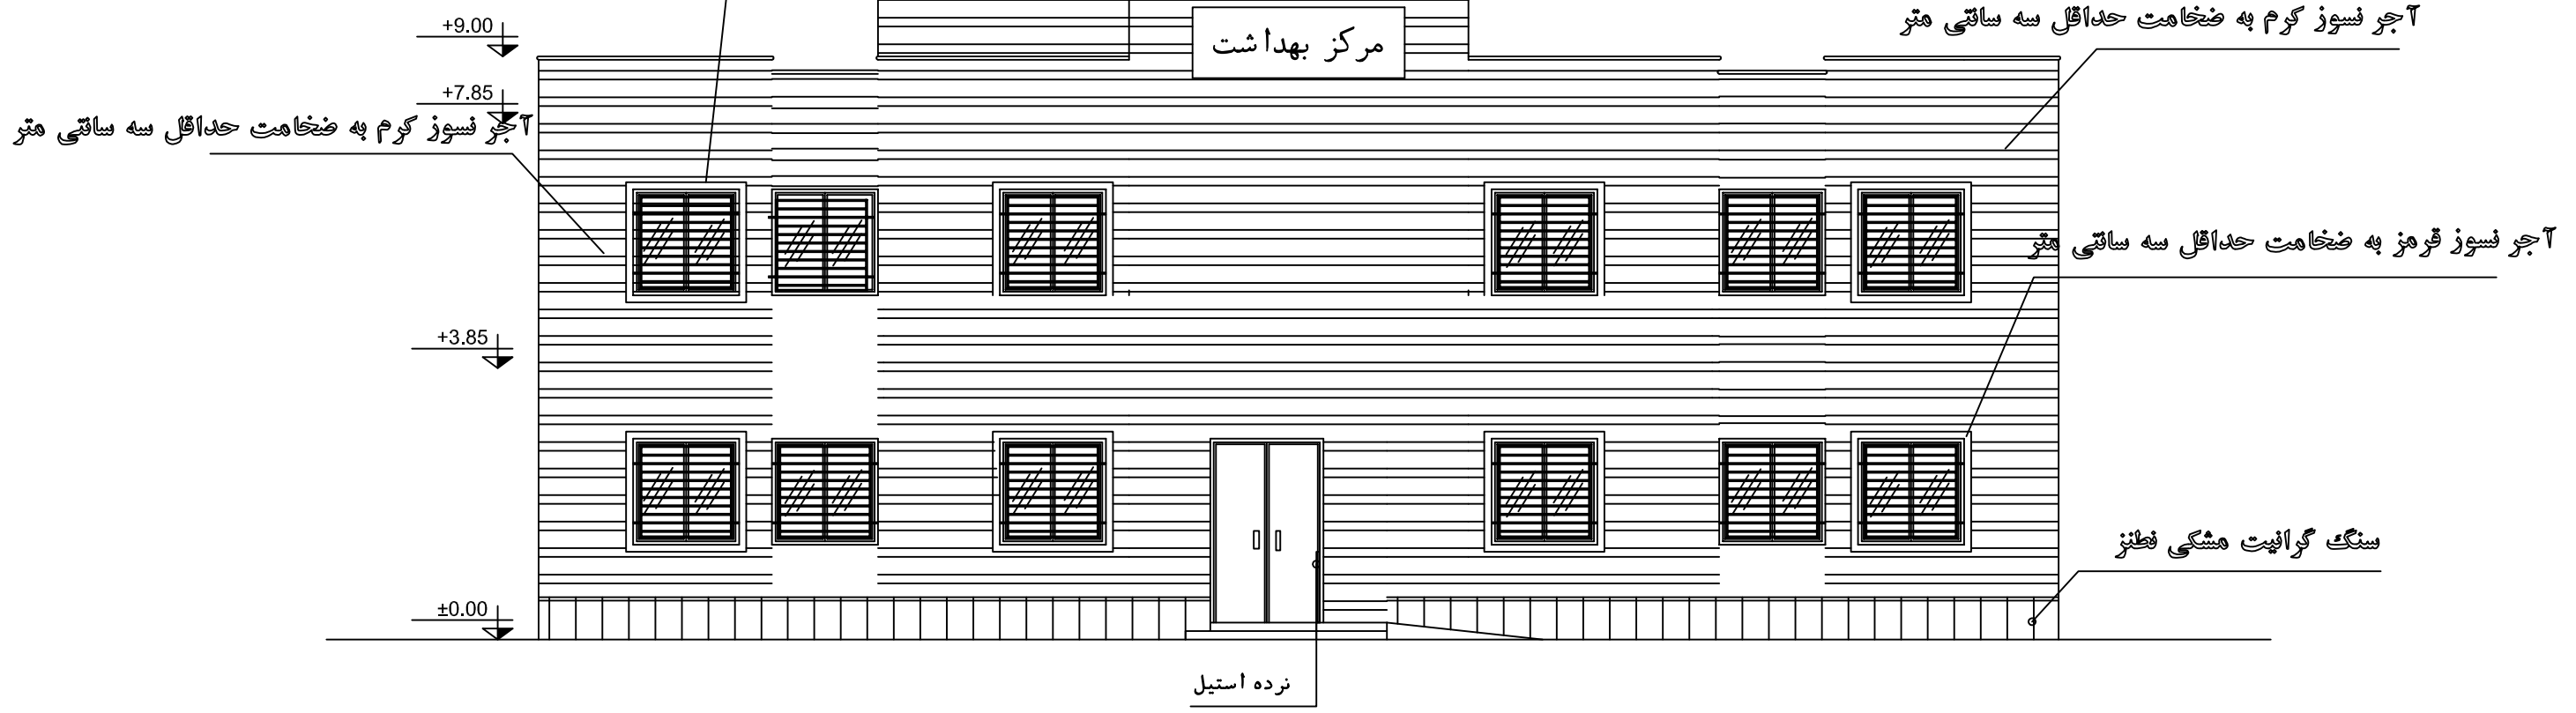 آجر نسوز کرم به ضخامت حداقل سه سانتی متر
+9.00
مرکز بهداشت
+7.85
آجر نسوز کرم به ضخامت حداقل سه سانتی متر
آجر نسوز قرمز به ضخامت حداقل سه سانتی متر
+3.85
سنگ گرانیت مشکی نطنز
±0.00
نرده استیل